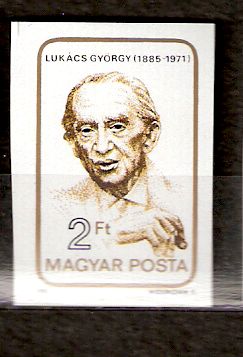 LUKÁCS GYÖRGY (1885-1971)
2 Ft
MAGYAR POSTA